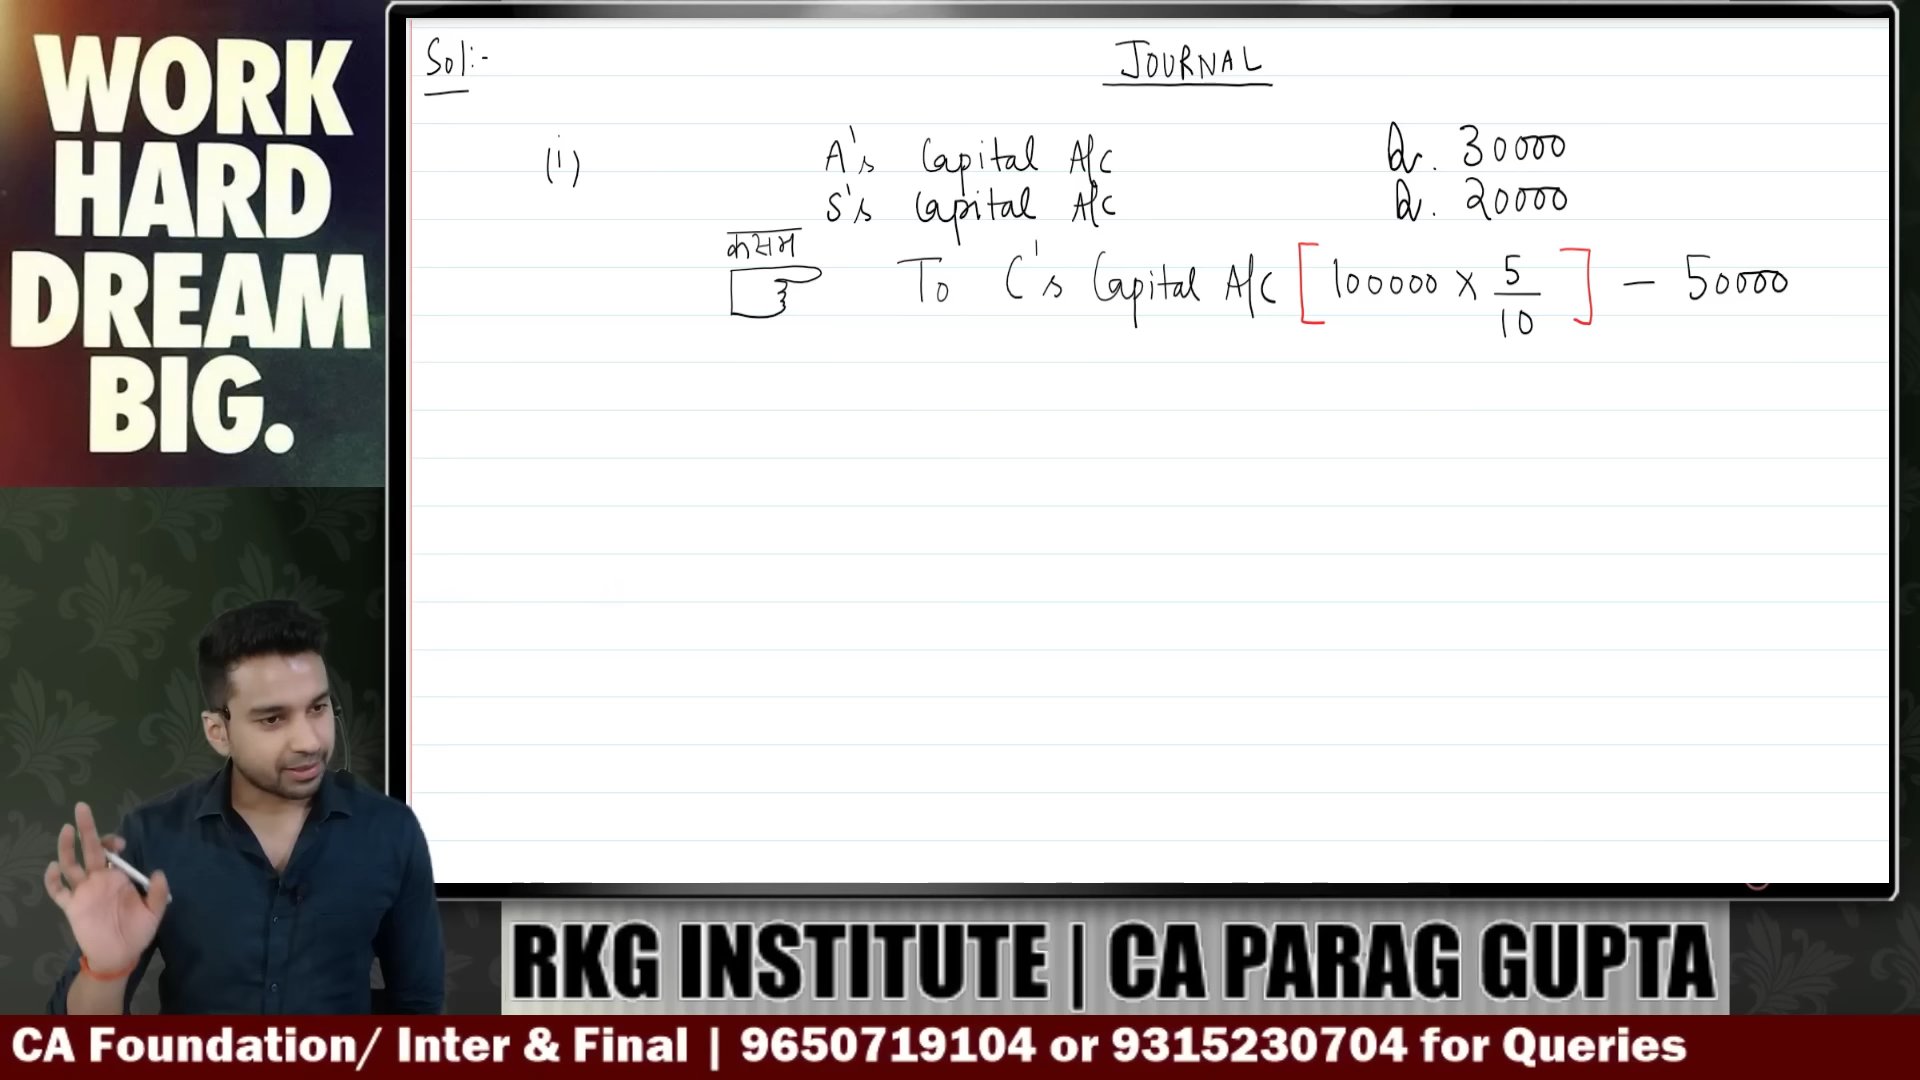 WORK
HARD
DREAM
BIG.
Sol:-
JOURNAL
(i) A's Capital A/c Dr. 30000
S's Capital A/c Dr. 20000
To C's Capital A/c [100000 × 5/10] - 50000
RKG INSTITUTE | CA PARAG GUPTA
CA Foundation/ Inter & Final | 9650719104 or 9315230704 for Queries